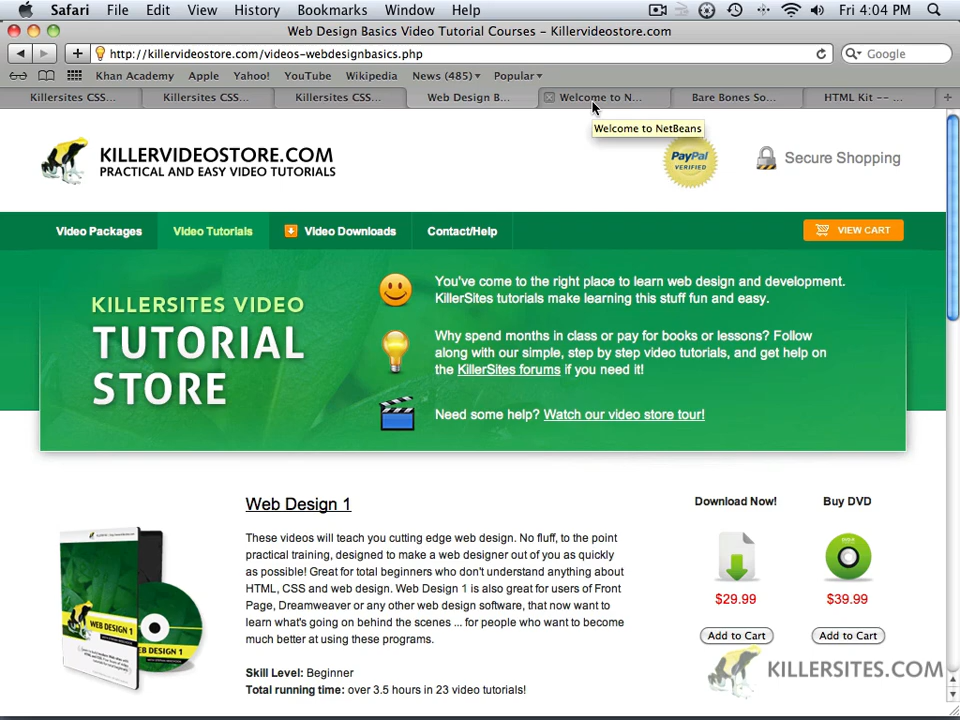 Safari File Edit View History Bookmarks Window Help Fri 4:04 PM
Web Design Basics Video Tutorial Courses – Killervideostore.com
http://killervideostore.com/videos-webdesignbasics.php Google
Khan Academy Apple Yahoo! YouTube Wikipedia News (485) Popular
Killersites CSS... Killersites CSS... Killersites CSS... Web Design B... Welcome to N... Bare Bones So... HTML Kit -- ...
Welcome to NetBeans
KILLERVIDEOSTORE.COM
PRACTICAL AND EASY VIDEO TUTORIALS
PayPal
VERIFIED
Secure Shopping
Video Packages Video Tutorials Video Downloads Contact/Help VIEW CART
KILLERSITES VIDEO
TUTORIAL
STORE
You've come to the right place to learn web design and development.
KillerSites tutorials make learning this stuff fun and easy.
Why spend months in class or pay for books or lessons? Follow
along with our simple, step by step video tutorials, and get help on
the KillerSites forums if you need it!
Need some help? Watch our video store tour!
Web Design 1
These videos will teach you cutting edge web design. No fluff, to the point
practical training, designed to make a web designer out of you as quickly
as possible! Great for total beginners who don't understand anything about
HTML, CSS and web design. Web Design 1 is also great for users of Front
Page, Dreamweaver or any other web design software, that now want to
learn what's going on behind the scenes ... for people who want to become
much better at using these programs.
Skill Level: Beginner
Total running time: over 3.5 hours in 23 video tutorials!
Download Now! Buy DVD
$29.99 $39.99
Add to Cart Add to Cart
WEB DESIGN 1
WEB DESIGN 1
KILLERSITES.COM